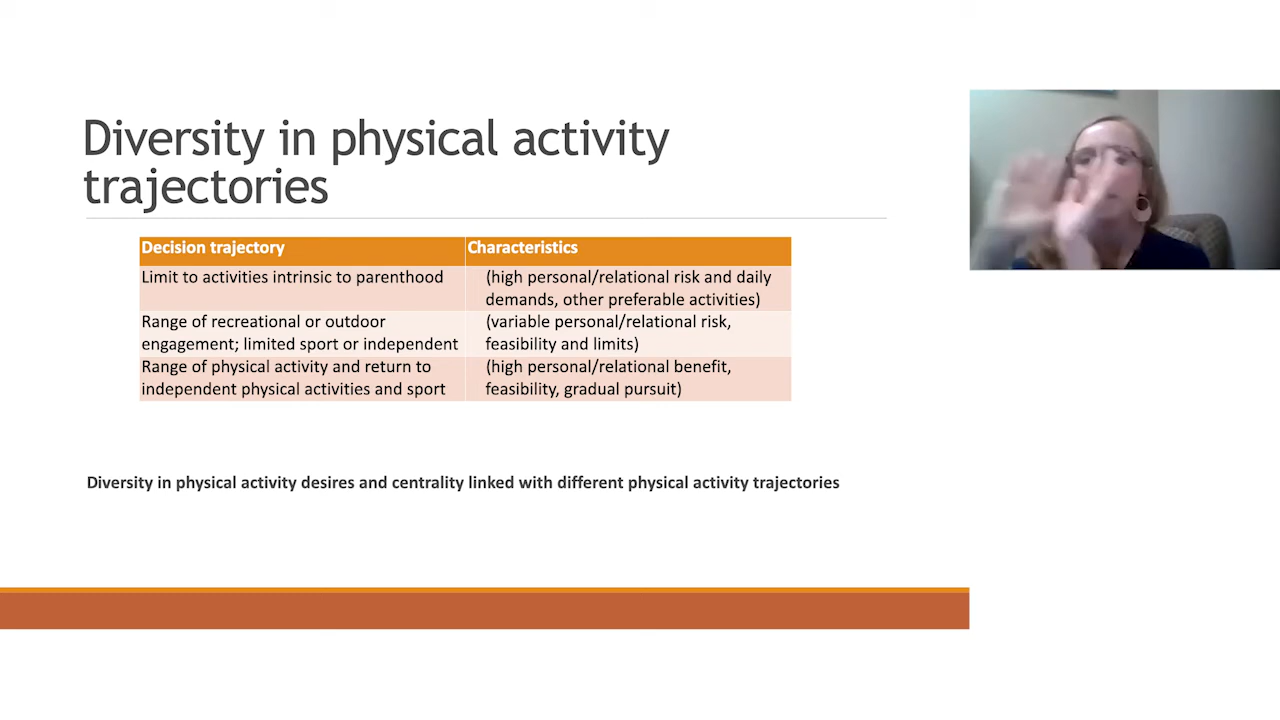 Diversity in physical activity
trajectories
Decision trajectory
Characteristics
Limit to activities intrinsic to parenthood
(high personal/relational risk and daily
demands, other preferable activities)
Range of recreational or outdoor
engagement; limited sport or independent
(variable personal/relational risk,
feasibility and limits)
Range of physical activity and return to
independent physical activities and sport
(high personal/relational benefit,
feasibility, gradual pursuit)
Diversity in physical activity desires and centrality linked with different physical activity trajectories